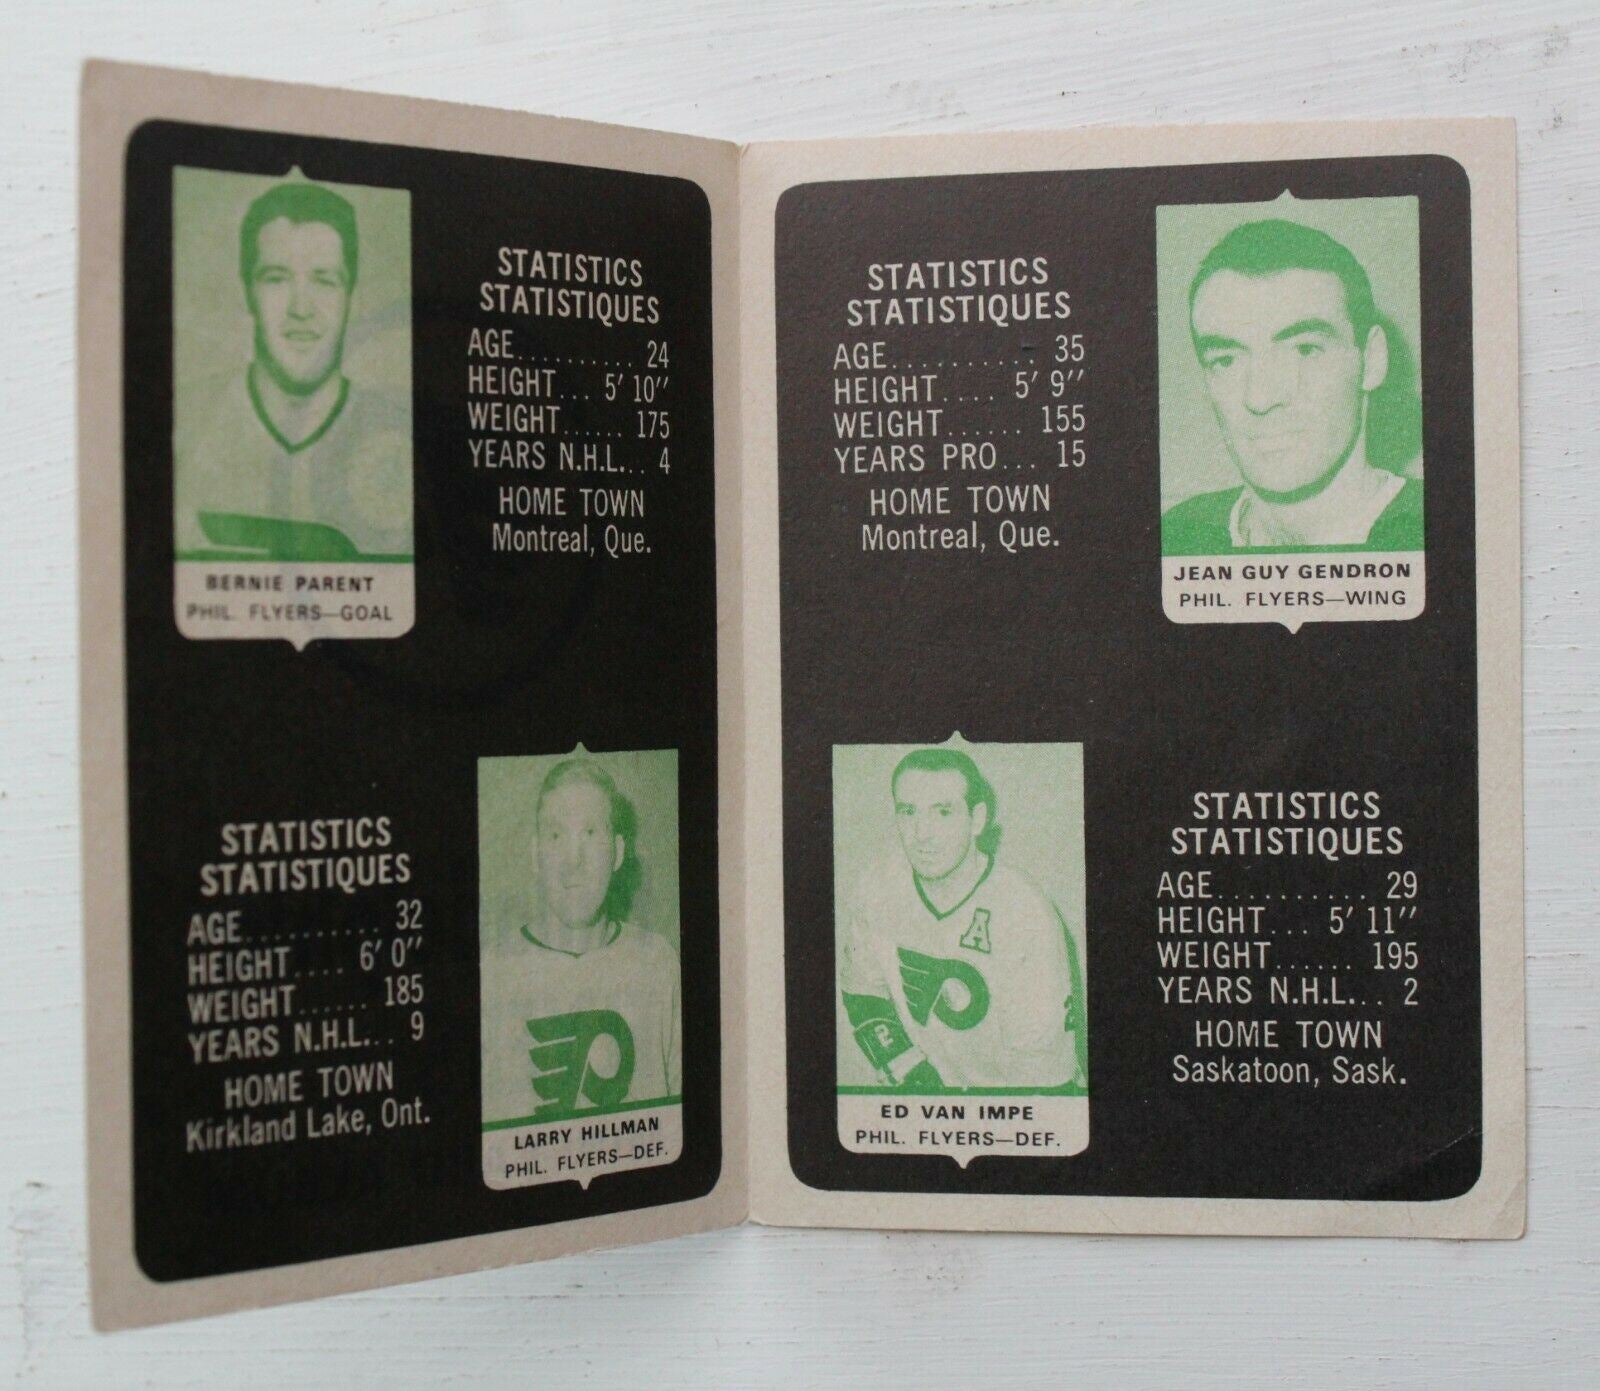 STATISTICS
STATISTIQUES
AGE.......... 24
HEIGHT... 5' 10"
WEIGHT...... 175
YEARS N.H.L... 4
HOME TOWN
Montreal, Que.
BERNIE PARENT
PHIL. FLYERS—GOAL
STATISTICS
STATISTIQUES
AGE.......... 32
HEIGHT.... 6' 0"
WEIGHT...... 185
YEARS N.H.L... 9
HOME TOWN
Kirkland Lake, Ont.
LARRY HILLMAN
PHIL. FLYERS—DEF.
STATISTICS
STATISTIQUES
AGE.......... 35
HEIGHT.... 5' 9"
WEIGHT...... 155
YEARS PRO... 15
HOME TOWN
Montreal, Que.
JEAN GUY GENDRON
PHIL. FLYERS—WING
A
2
ED VAN IMPE
PHIL. FLYERS—DEF.
STATISTICS
STATISTIQUES
AGE.......... 29
HEIGHT... 5' 11"
WEIGHT...... 195
YEARS N.H.L... 2
HOME TOWN
Saskatoon, Sask.